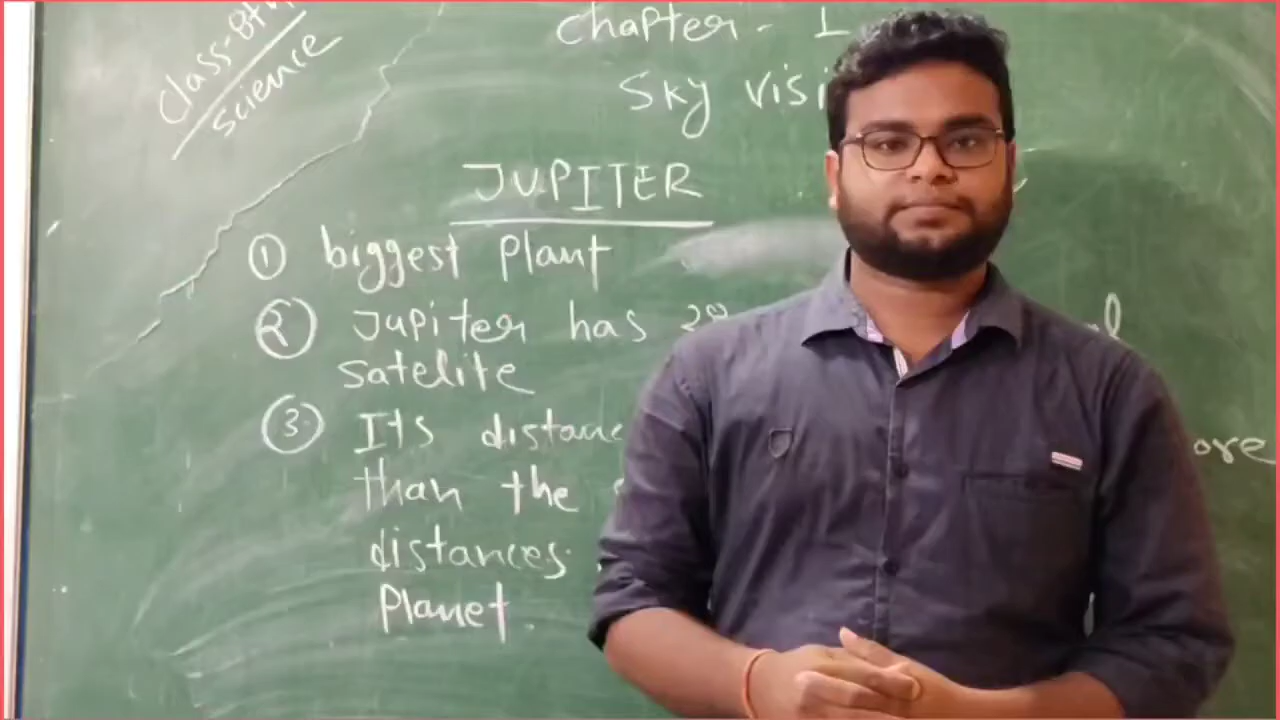 Class-8th
Science
Chapter - 1
Sky visi
JUPITER
① biggest plant
② Jupiter has 28
satelite
③ Its distance ore
than the
distances
Planet.